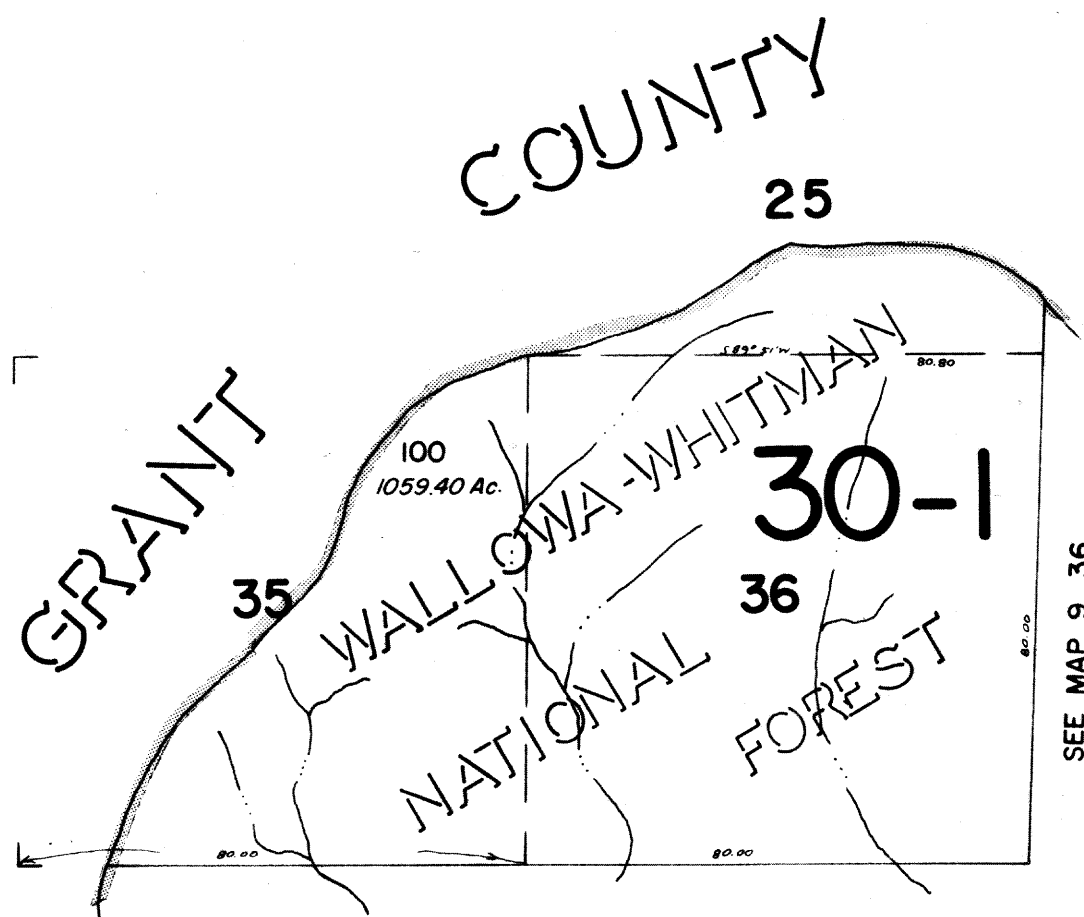 COUNTY
25
GRANT
S 89° 51' W
80.80
100
1059.40 Ac.
WALLOWA-WHITMAN
30-1
35
36
80.00
SEE MAP 9 36
NATIONAL
FOREST
80.00
80.00